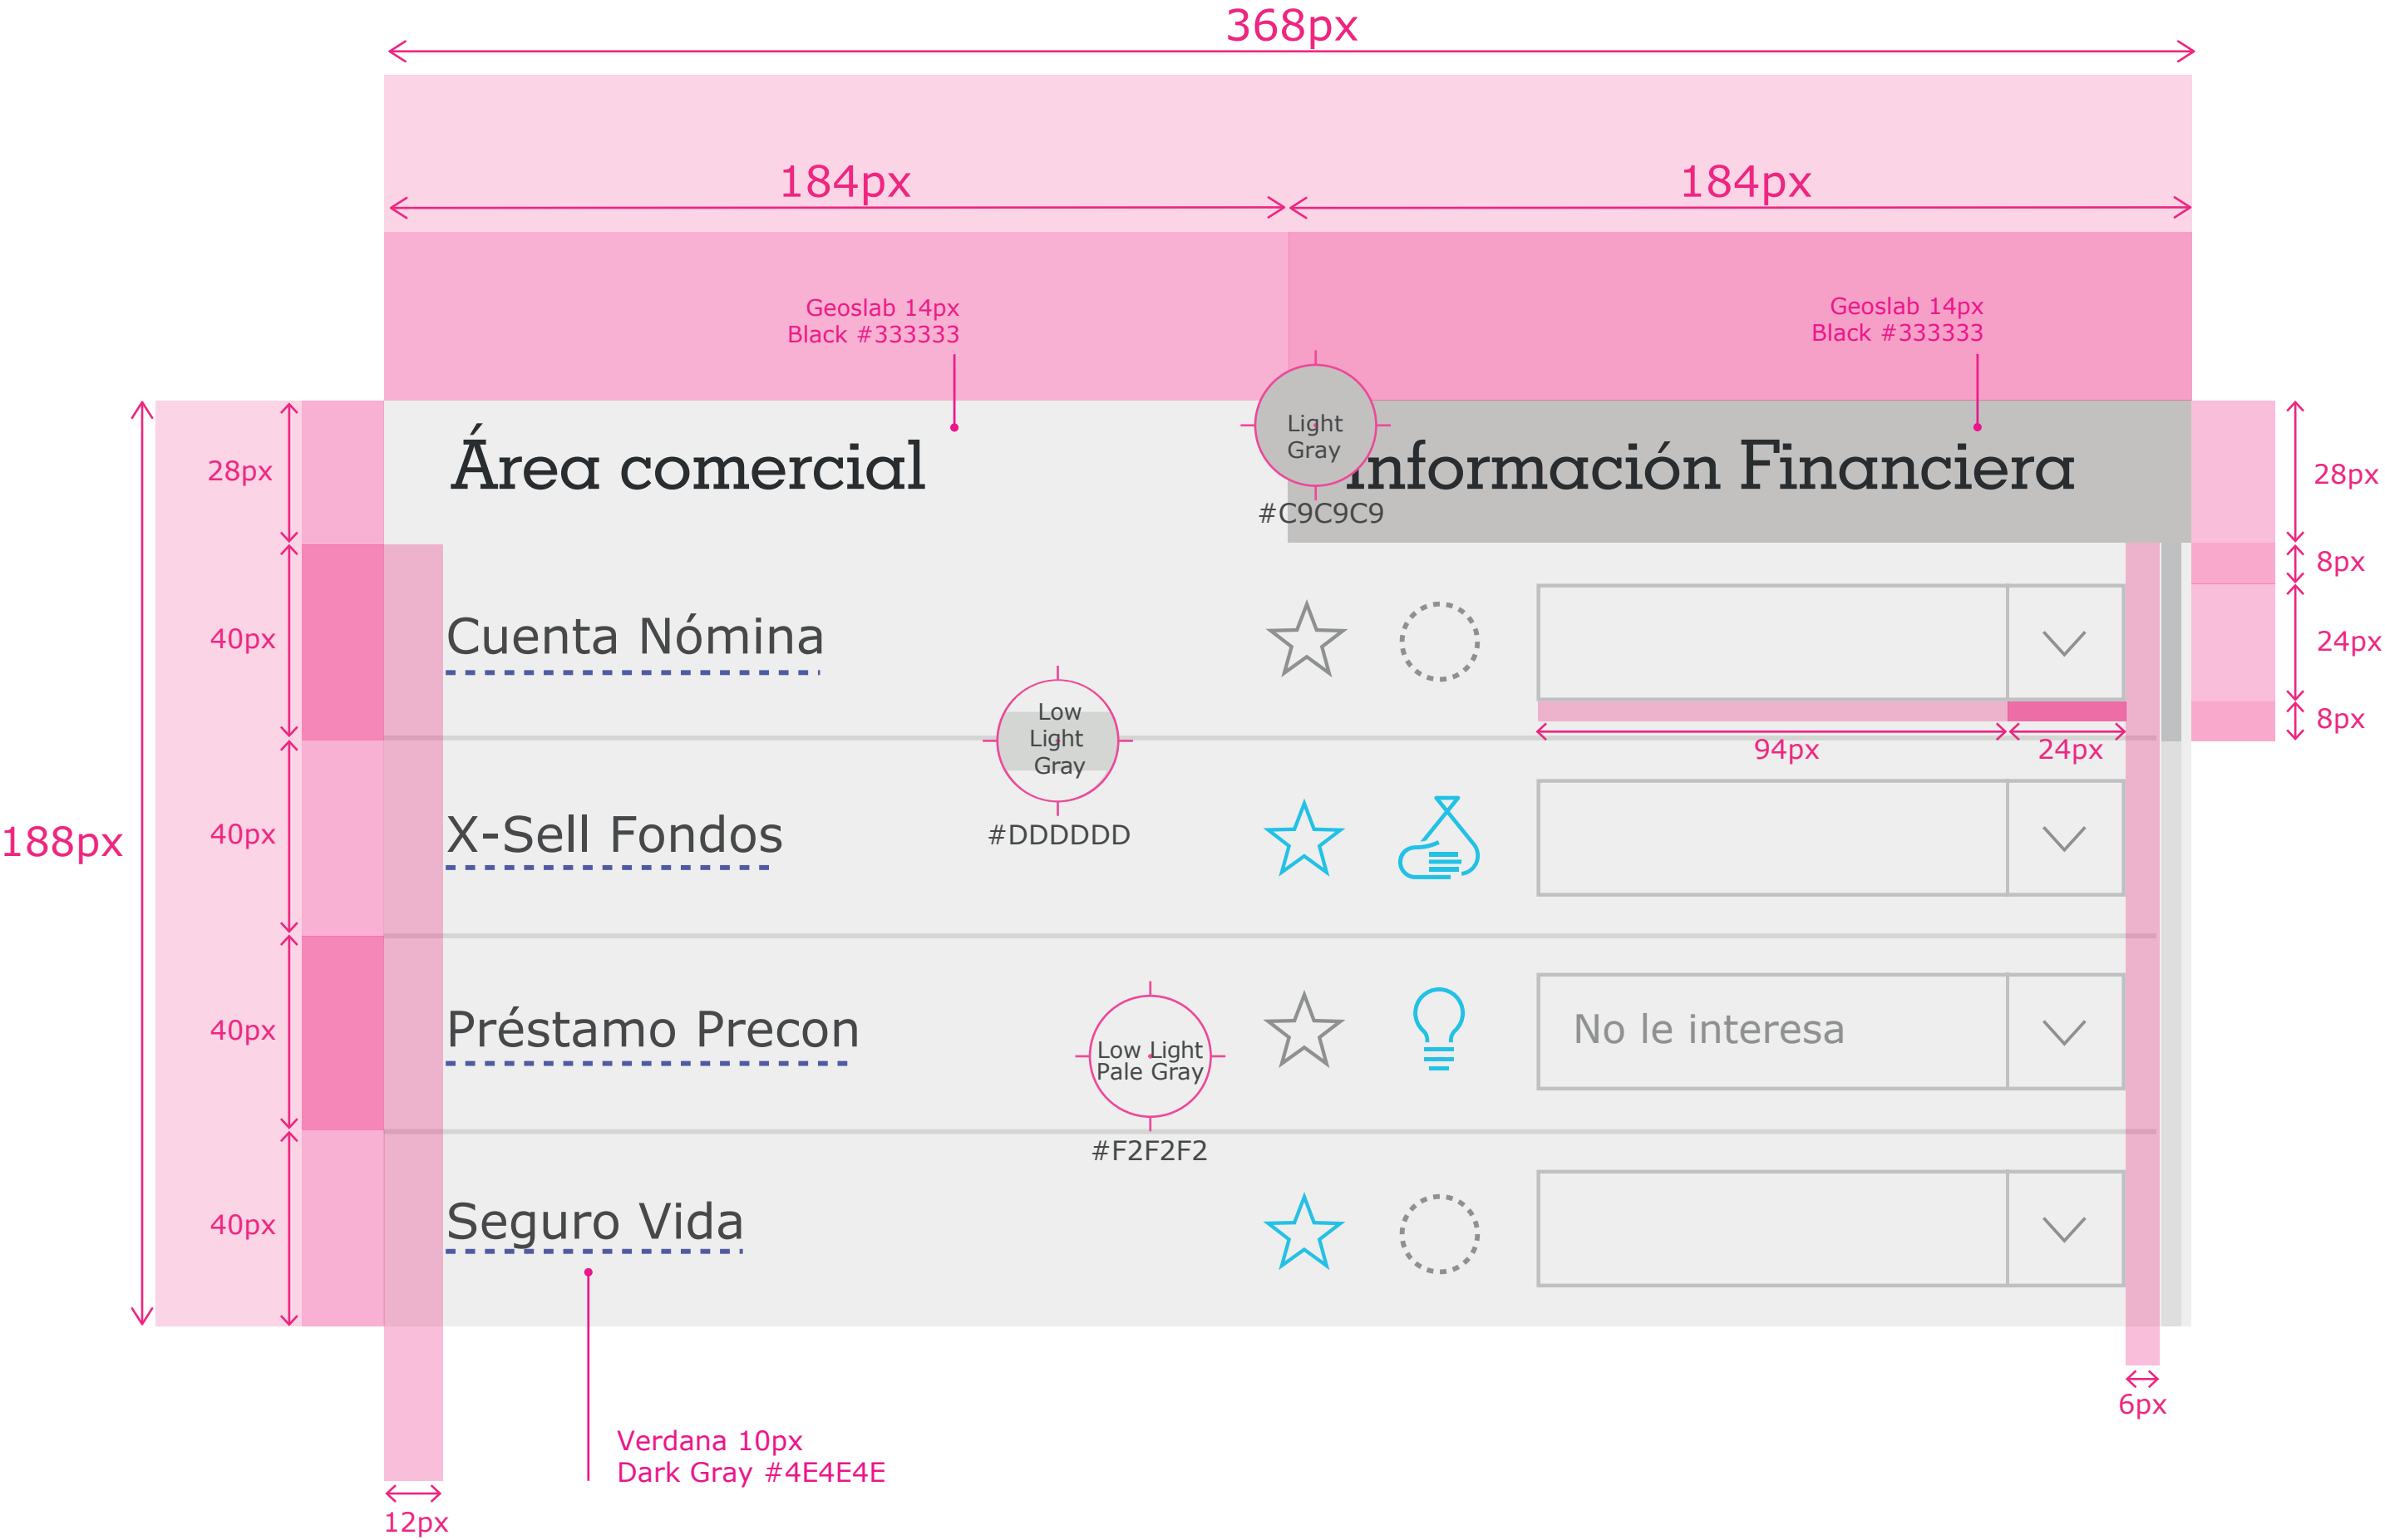 368px
184px
184px
Geoslab 14px
Black #333333
Geoslab 14px
Black #333333
Light
Gray
#C9C9C9
Área comercial
Información Financiera
28px
28px
8px
Cuenta Nómina
40px
24px
Low
Light
Gray
#DDDDDD
8px
94px
24px
188px
40px
X-Sell Fondos
40px
Préstamo Precon
Low Light
Pale Gray
#F2F2F2
No le interesa
40px
Seguro Vida
6px
Verdana 10px
Dark Gray #4E4E4E
12px